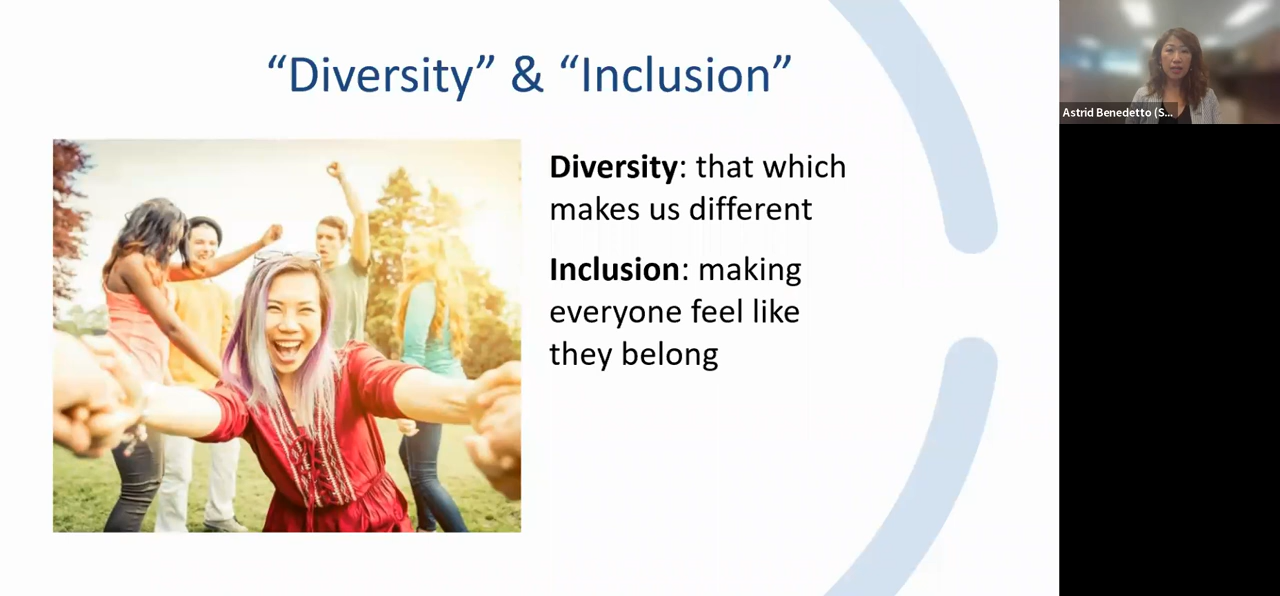 “Diversity” & “Inclusion”
Diversity: that which
makes us different
Inclusion: making
everyone feel like
they belong
Astrid Benedetto (S...